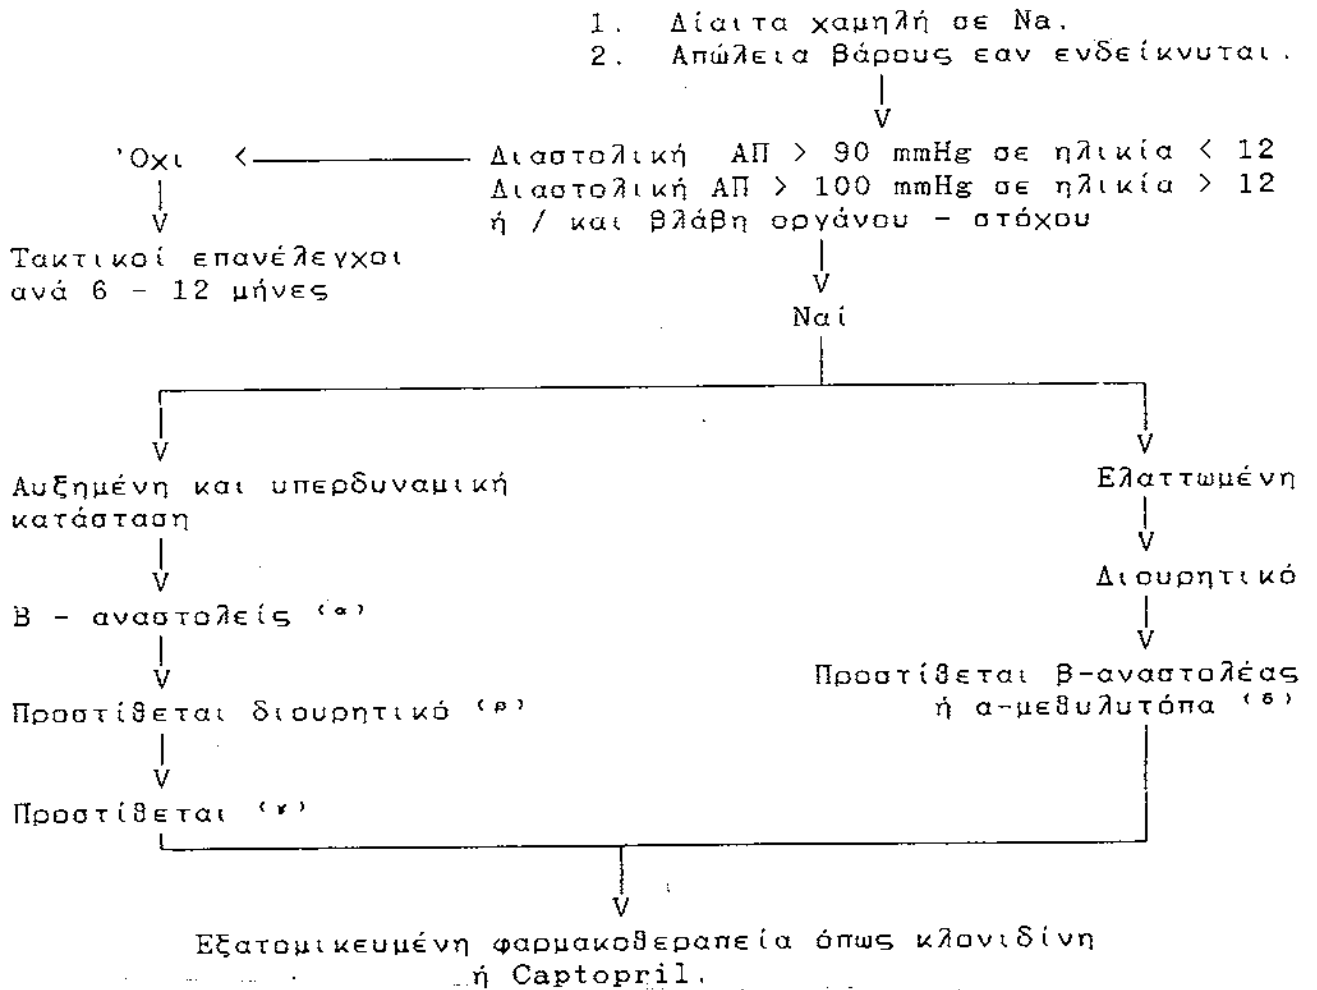 1. Δίαιτα χαμηλή σε Na.
2. Απώλεια βάρους εαν ενδείκνυται.
Όχι < Διαστολική ΑΠ > 90 mmHg σε ηλικία < 12
Διαστολική ΑΠ > 100 mmHg σε ηλικία > 12
ή / και βλάβη οργάνου - στόχου
Τακτικοί επανέλεγχοι
ανά 6 - 12 μήνες
Ναί
Αυξημένη και υπερδυναμική
κατάσταση
Β - αναστολείς (α)
Προστίθεται διουρητικό (β)
Προστίθεται (γ)
Ελαττωμένη
Διουρητικό
Προστίθεται β-αναστολέας
ή α-μεθυλυτόπα (δ)
Εξατομικευμένη φαρμακοθεραπεία όπως κλονιδίνη
ή Captopril.